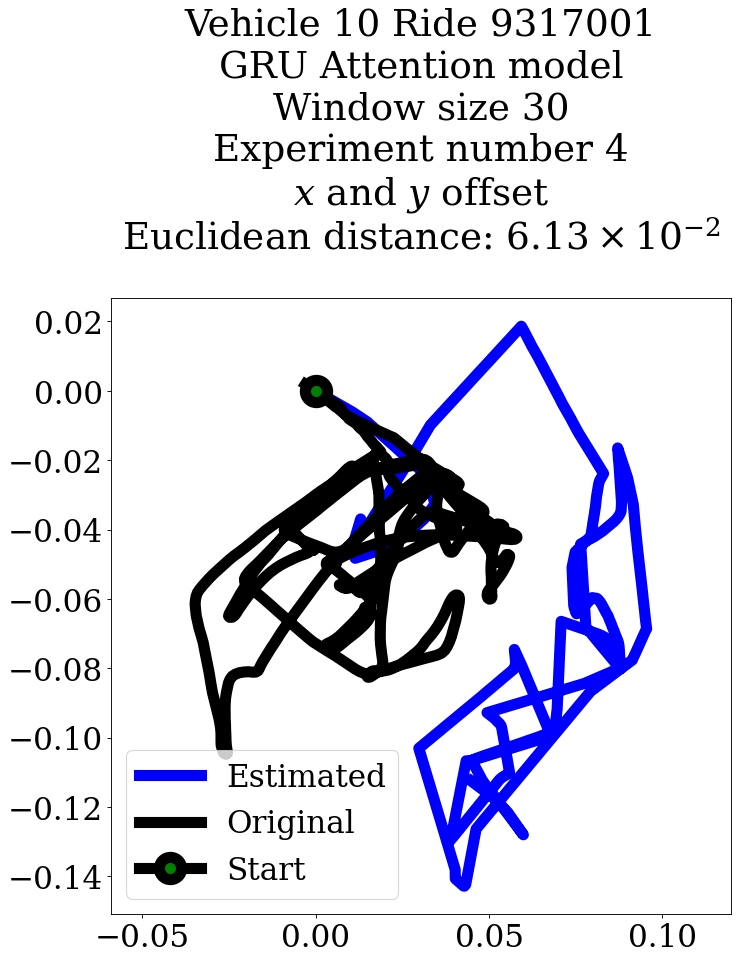 Vehicle 10 Ride 9317001
GRU Attention model
Window size 30
Experiment number 4
x and y offset
Euclidean distance: 6.13 × 10⁻²
0.02
0.00
−0.02
−0.04
−0.06
−0.08
−0.10
−0.12
−0.14
Estimated
Original
Start
−0.05 0.00 0.05 0.10